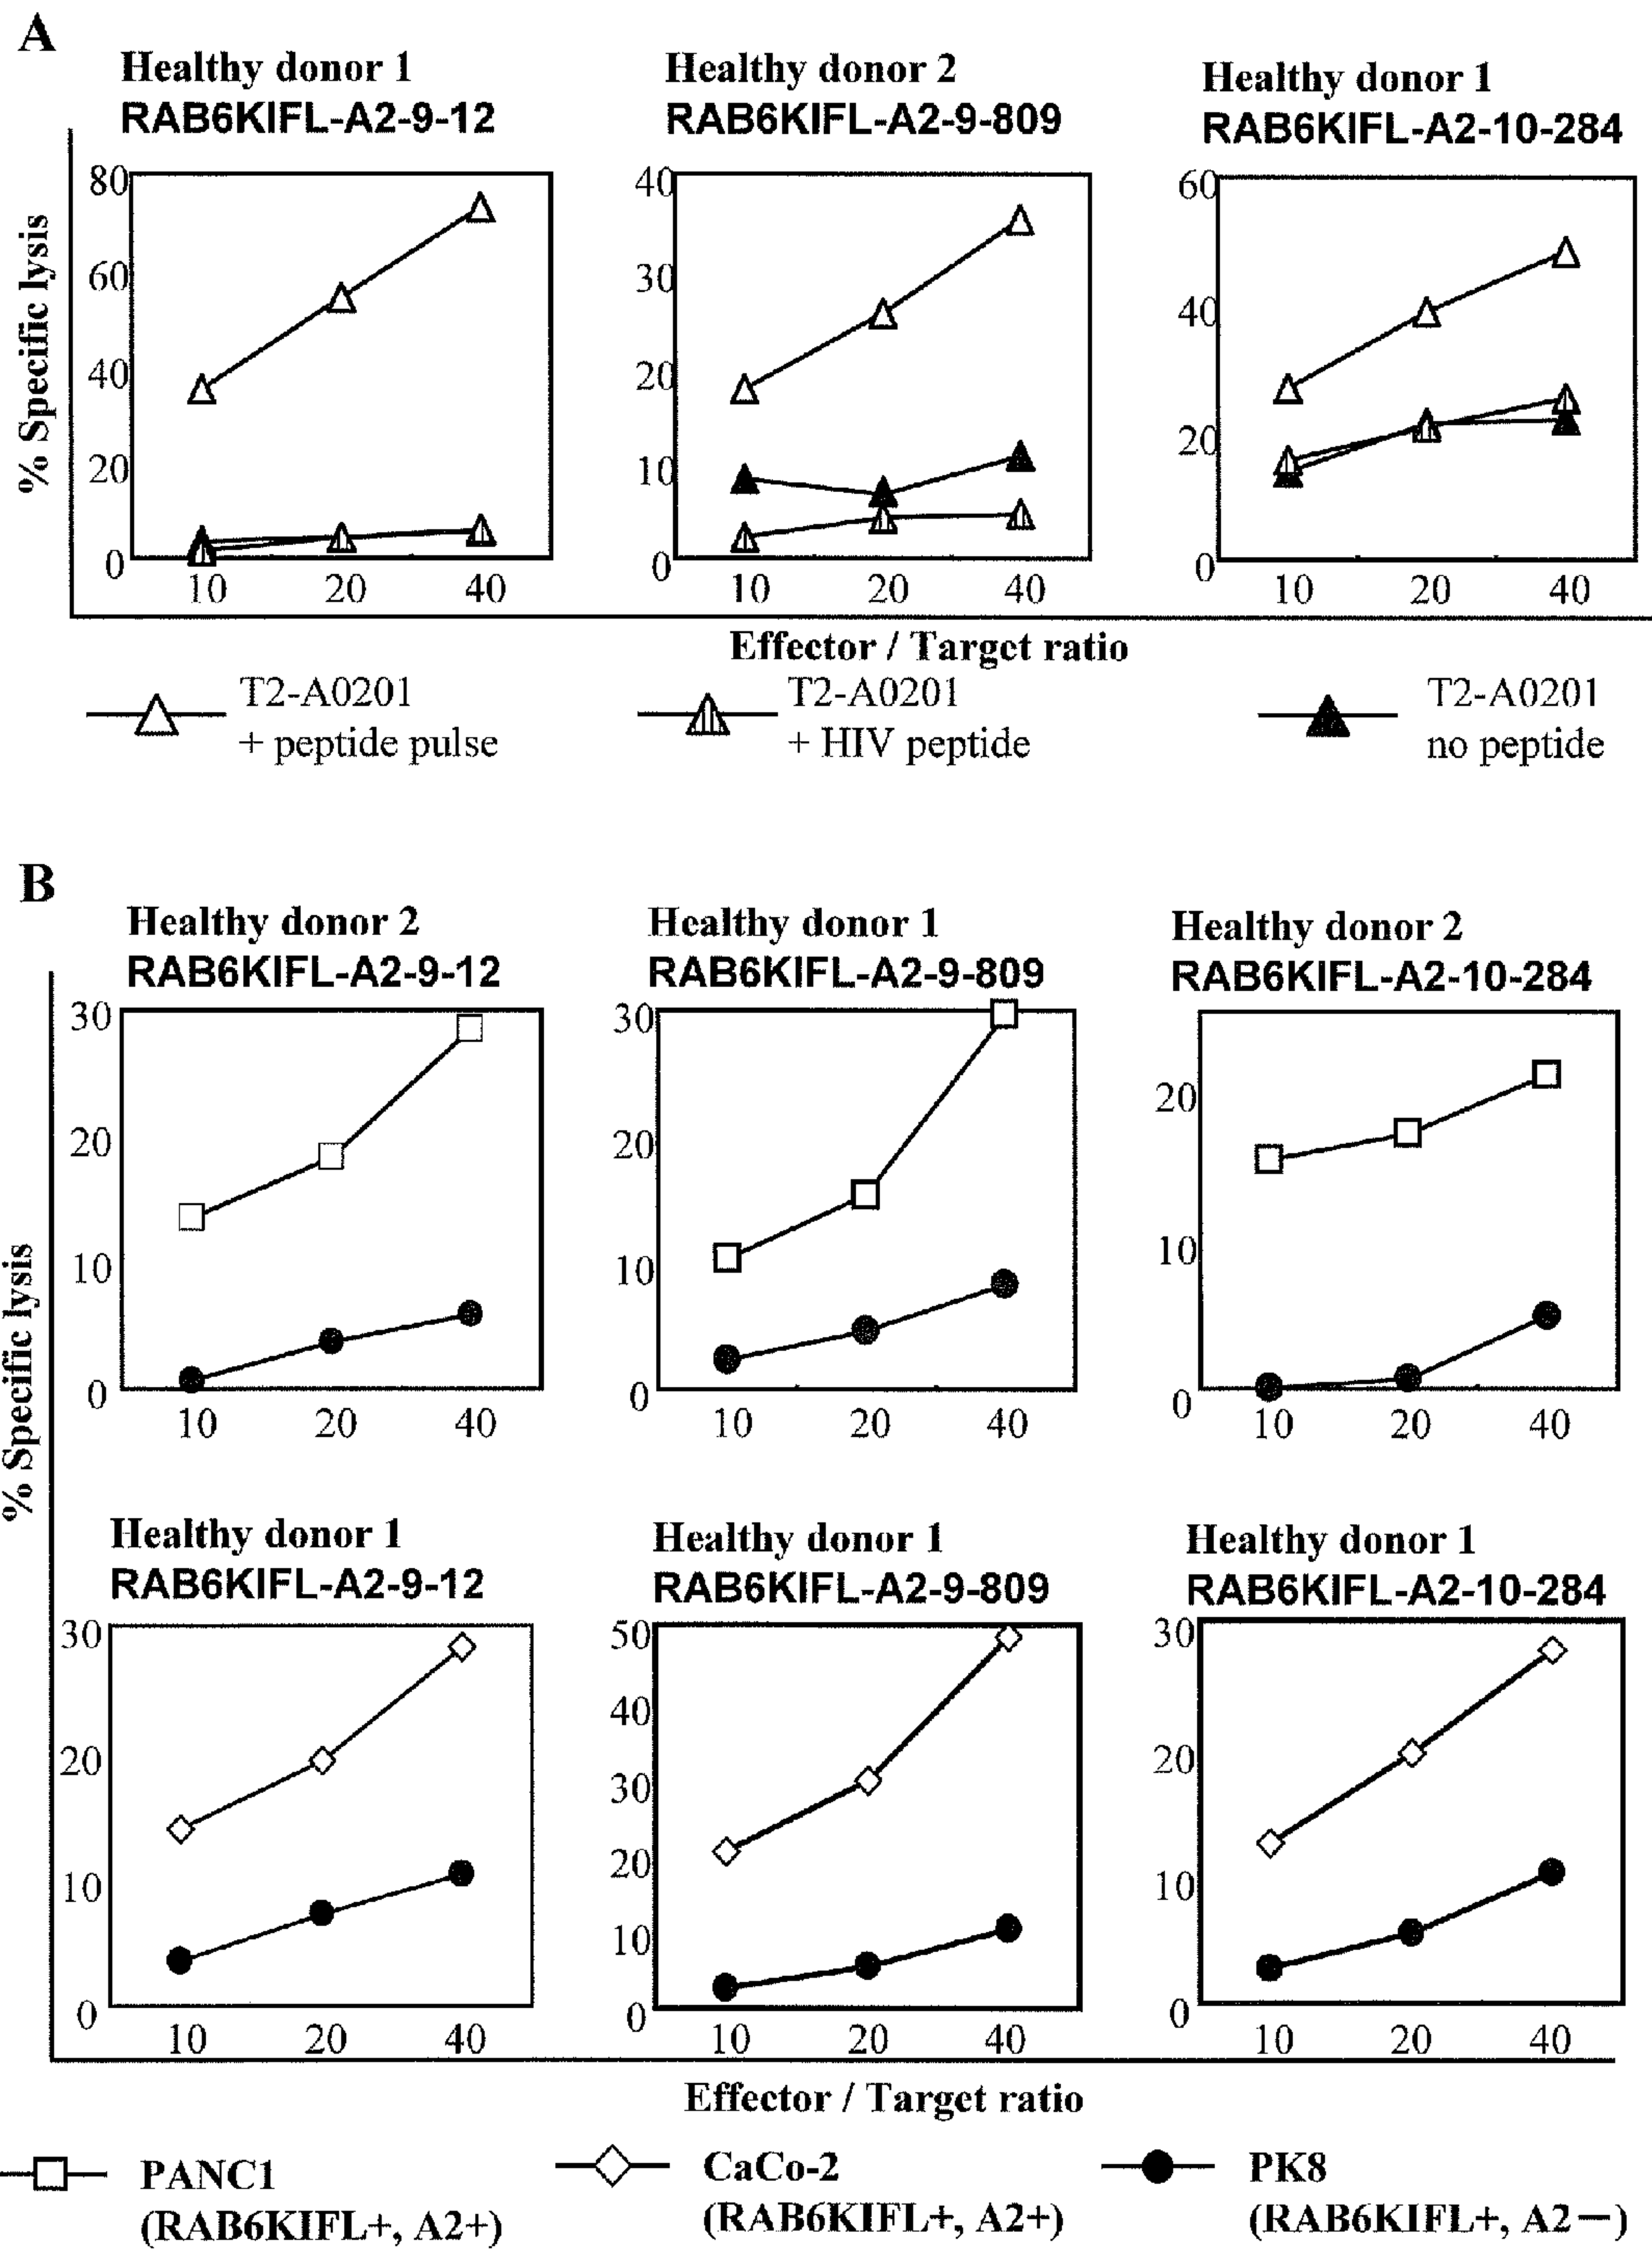 A
Healthy donor 1
RAB6KIFL-A2-9-12
Healthy donor 2
RAB6KIFL-A2-9-809
Healthy donor 1
RAB6KIFL-A2-10-284
% Specific lysis
80
60
40
20
0
10 20 40
40
30
20
10
0
10 20 40
60
40
20
0
10 20 40
Effector / Target ratio
T2-A0201
+ peptide pulse
T2-A0201
+ HIV peptide
T2-A0201
no peptide
B
Healthy donor 2
RAB6KIFL-A2-9-12
Healthy donor 1
RAB6KIFL-A2-9-809
Healthy donor 2
RAB6KIFL-A2-10-284
% Specific lysis
30
20
10
0
10 20 40
30
20
10
0
10 20 40
20
10
0
10 20 40
Healthy donor 1
RAB6KIFL-A2-9-12
Healthy donor 1
RAB6KIFL-A2-9-809
Healthy donor 1
RAB6KIFL-A2-10-284
30
20
10
0
10 20 40
50
40
30
20
10
0
10 20 40
30
20
10
0
10 20 40
Effector / Target ratio
PANC1
(RAB6KIFL+, A2+)
CaCo-2
(RAB6KIFL+, A2+)
PK8
(RAB6KIFL+, A2－)